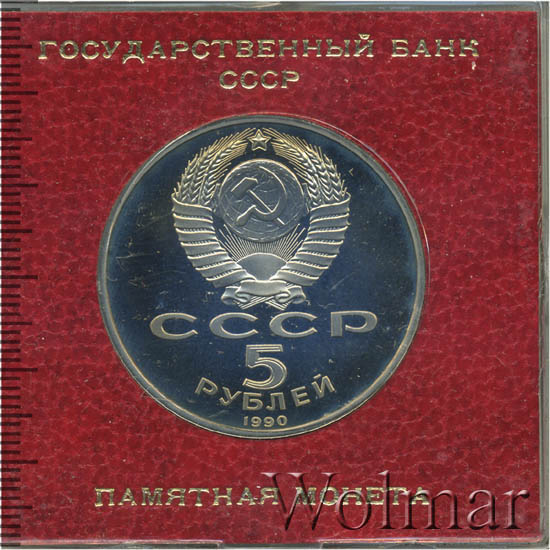 ГОСУДАРСТВЕННЫЙ БАНК
СССР
СССР
5
РУБЛЕЙ
1990
ПАМЯТНАЯ МОНЕТА
Wolmar